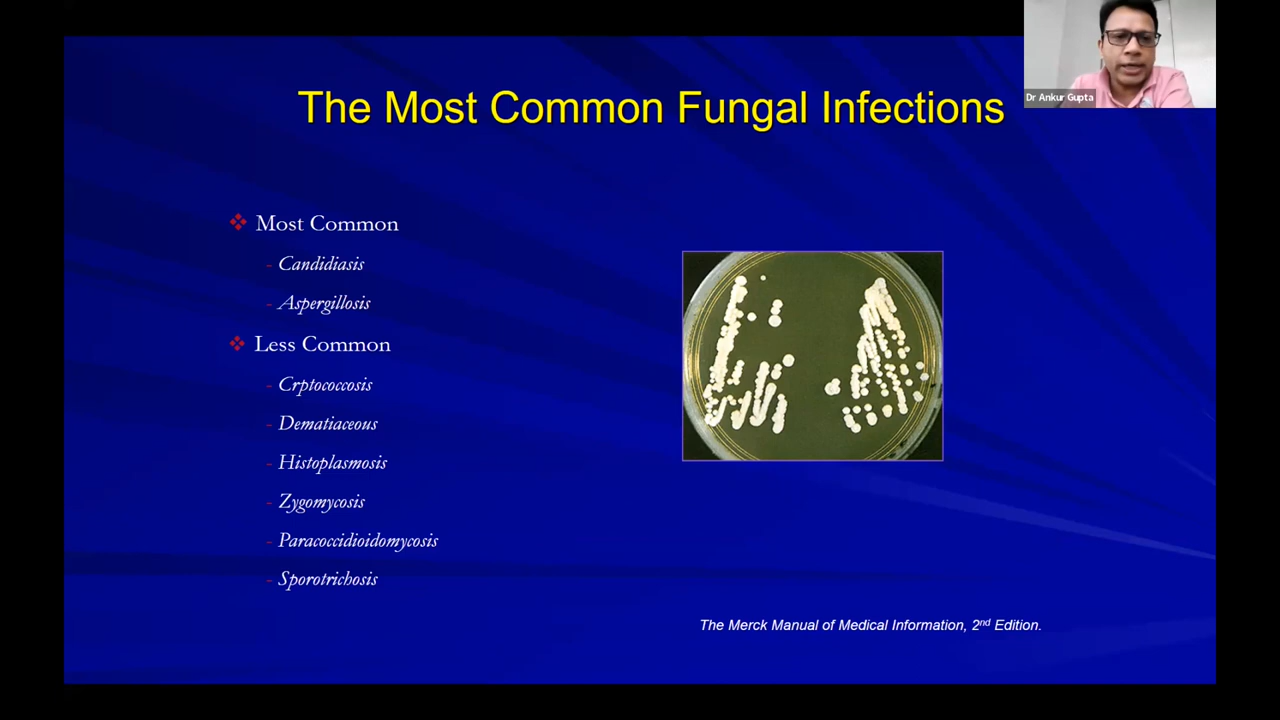 Dr Ankur Gupta
The Most Common Fungal Infections
Most Common
- Candidiasis
- Aspergillosis
Less Common
- Crptococcosis
- Dematiaceous
- Histoplasmosis
- Zygomycosis
- Paracoccidioidomycosis
- Sporotrichosis
The Merck Manual of Medical Information, 2nd Edition.